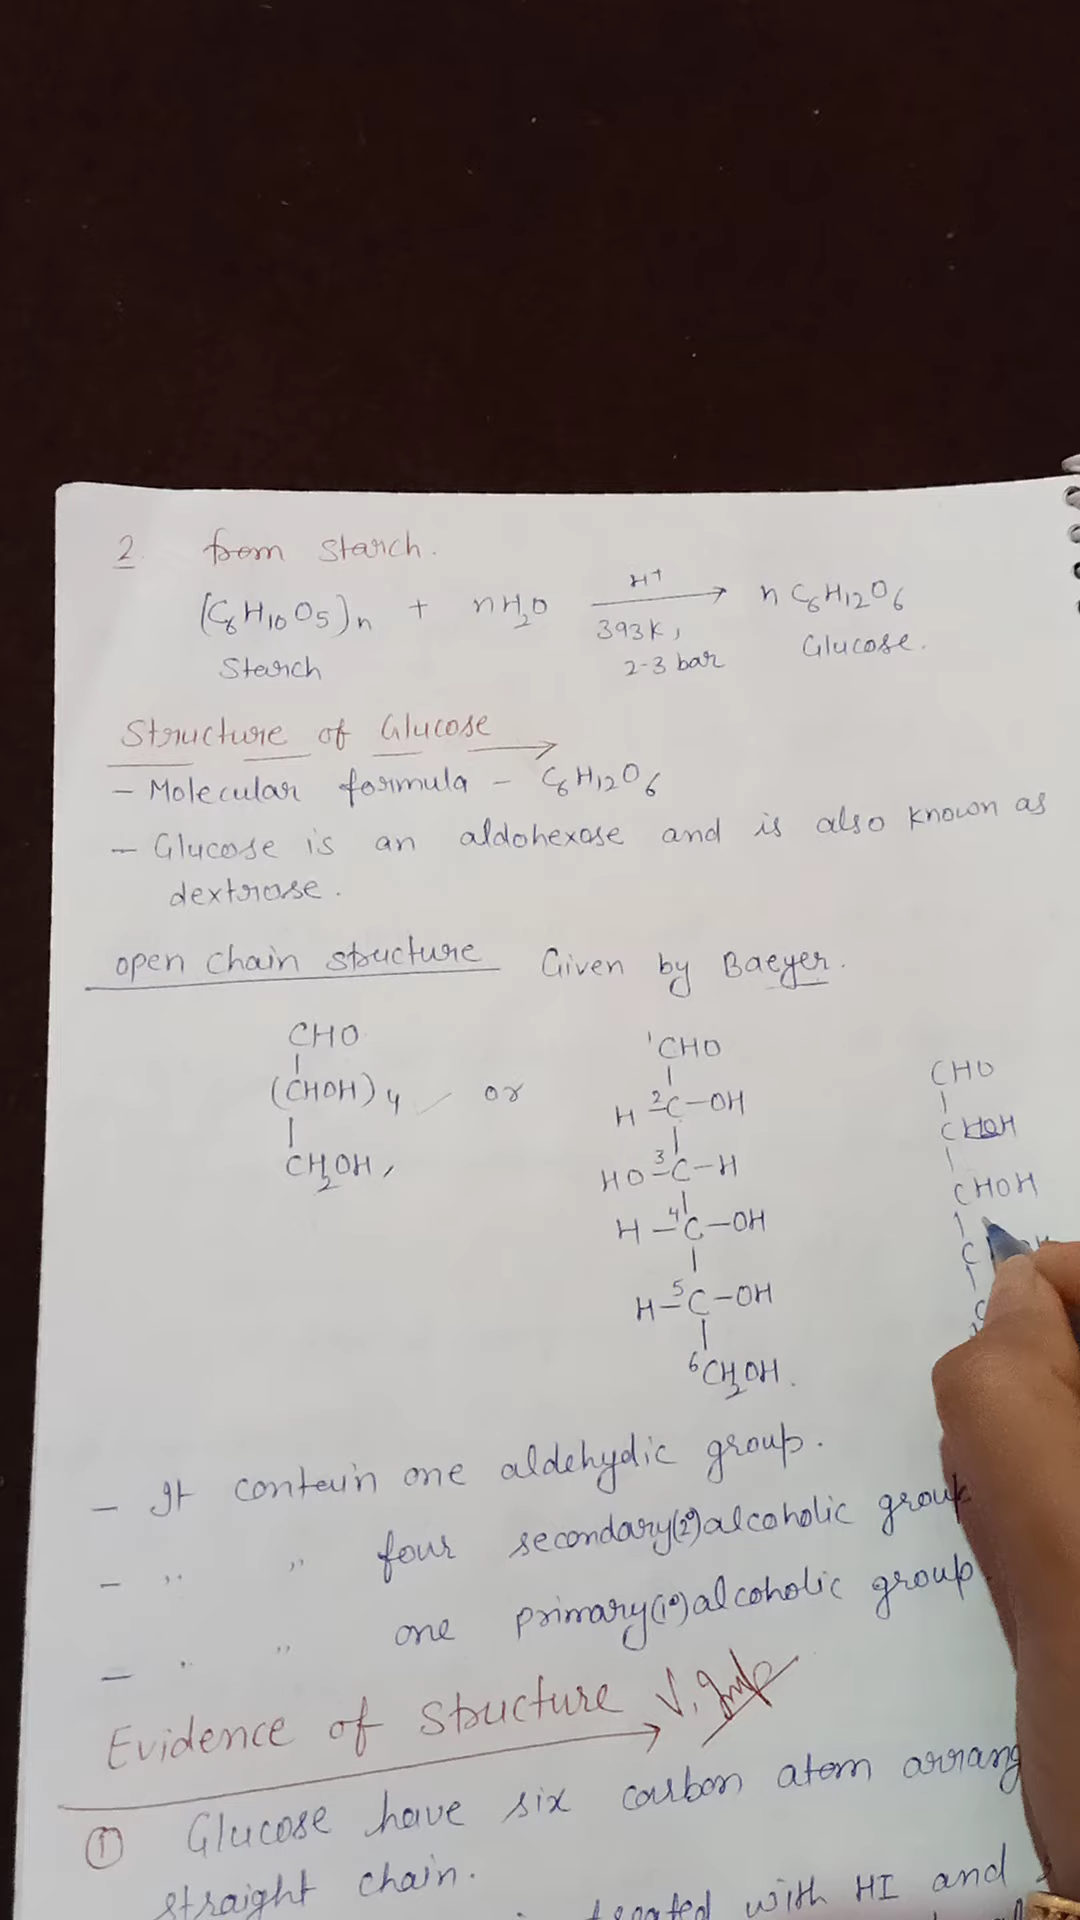 2. from starch.
(C6H10O5)n + nH2O H+ → n C6H12O6
393K,
Starch 2-3 bar Glucose.
Structure of Glucose →
- Molecular formula - C6H12O6
- Glucose is an aldohexose and is also known as
dextrose.
open chain structure Given by Baeyer.
CHO
|
(CHOH)4 or
|
CH2OH,
1CHO
|
H -2C-OH
|
HO -3C-H
|
H -4C-OH
|
H -5C-OH
|
6CH2OH.
CHO
|
CHOH
|
CHOH
|
C
|
C
- It contain one aldehydic group.
- " " four secondary(2°)alcoholic group
- " " one primary(1°)alcoholic group.
Evidence of structure → V. Imp
① Glucose have six carbon atom arrang
straight chain.
treated with HI and